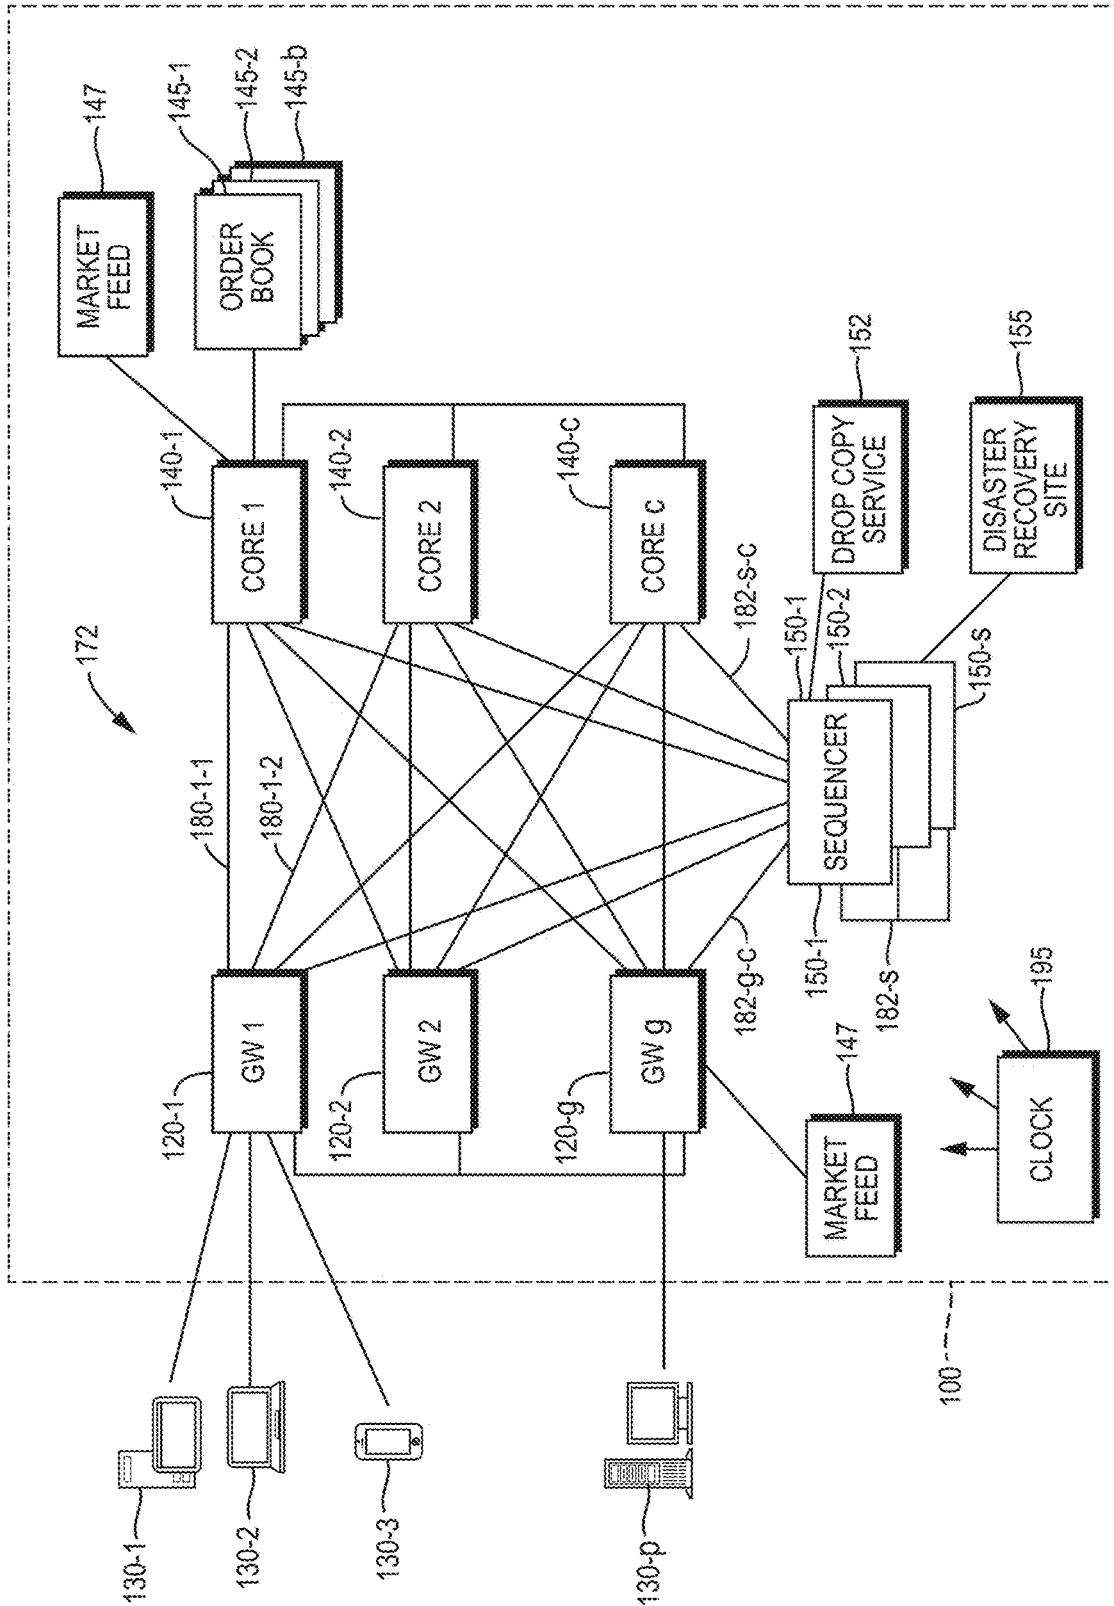 172
130-1
130-2
130-3
130-p
100
120-1
GW 1
120-2
GW 2
120-g
GW g
180-1-1
180-1-2
140-1
CORE 1
140-2
CORE 2
140-c
CORE c
147
MARKET
FEED
145-1
145-2
145-b
ORDER
BOOK
182-g-c
182-s-c
147
MARKET
FEED
150-1
SEQUENCER
150-1
150-2
150-s
182-s
152
DROP COPY
SERVICE
155
DISASTER
RECOVERY
SITE
195
CLOCK